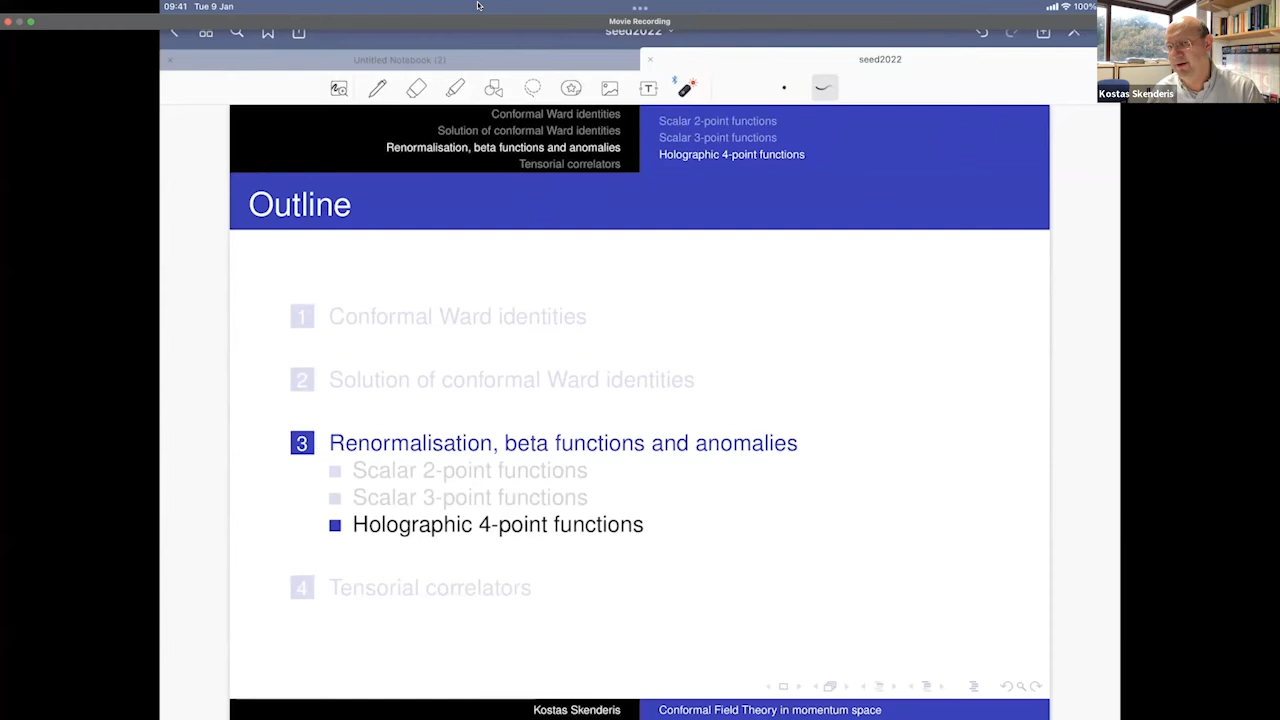 09:41 Tue 9 Jan
100%
Movie Recording
seed2022
Untitled Notebook (2)
seed2022
Kostas Skenderis
Conformal Ward identities
Solution of conformal Ward identities
Renormalisation, beta functions and anomalies
Tensorial correlators
Scalar 2-point functions
Scalar 3-point functions
Holographic 4-point functions
Outline
1 Conformal Ward identities
2 Solution of conformal Ward identities
3 Renormalisation, beta functions and anomalies
Scalar 2-point functions
Scalar 3-point functions
Holographic 4-point functions
4 Tensorial correlators
Kostas Skenderis
Conformal Field Theory in momentum space